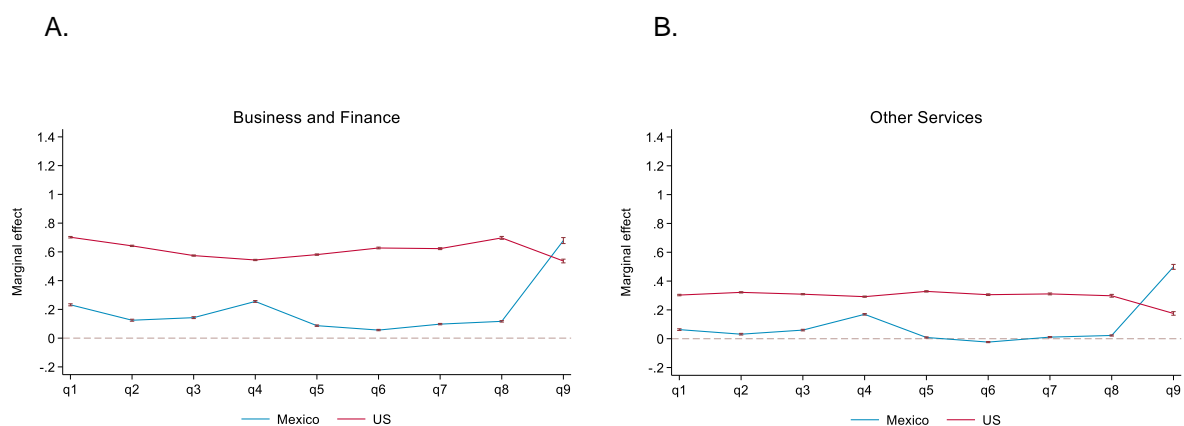 A.
Business and Finance
Marginal effect
1.4
1.2
1
.8
.6
.4
.2
0
-.2
q1 q2 q3 q4 q5 q6 q7 q8 q9
Mexico US
B.
Other Services
Marginal effect
1.4
1.2
1
.8
.6
.4
.2
0
-.2
q1 q2 q3 q4 q5 q6 q7 q8 q9
Mexico US